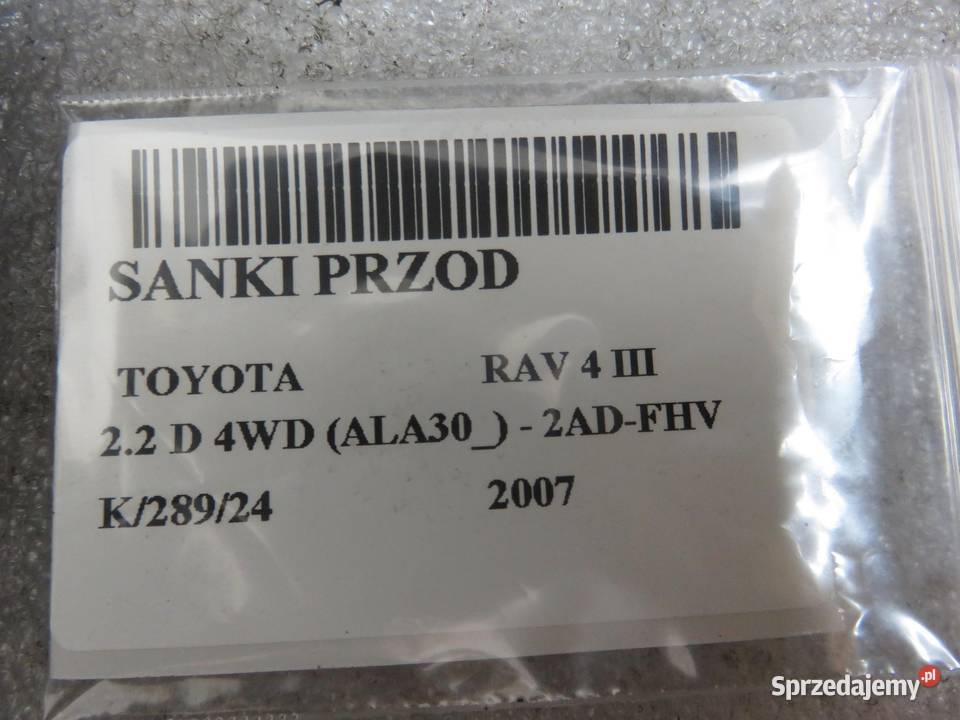 SANKI PRZOD
TOYOTA RAV 4 III
2.2 D 4WD (ALA30_) - 2AD-FHV
K/289/24 2007
Sprzedajemy.pl